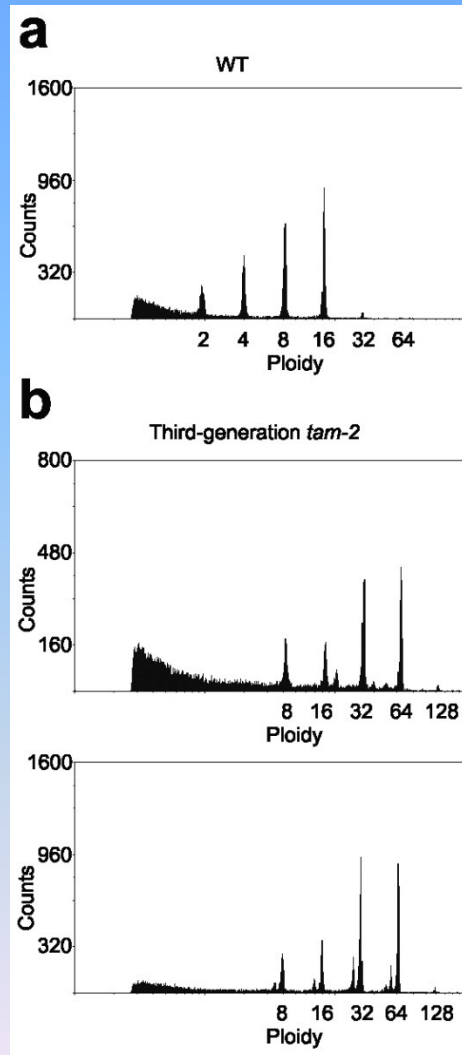 a
WT
1600
960
320
Counts
2 4 8 16 32 64
Ploidy
b
Third-generation tam-2
800
480
160
Counts
8 16 32 64 128
Ploidy
1600
960
320
Counts
8 16 32 64 128
Ploidy